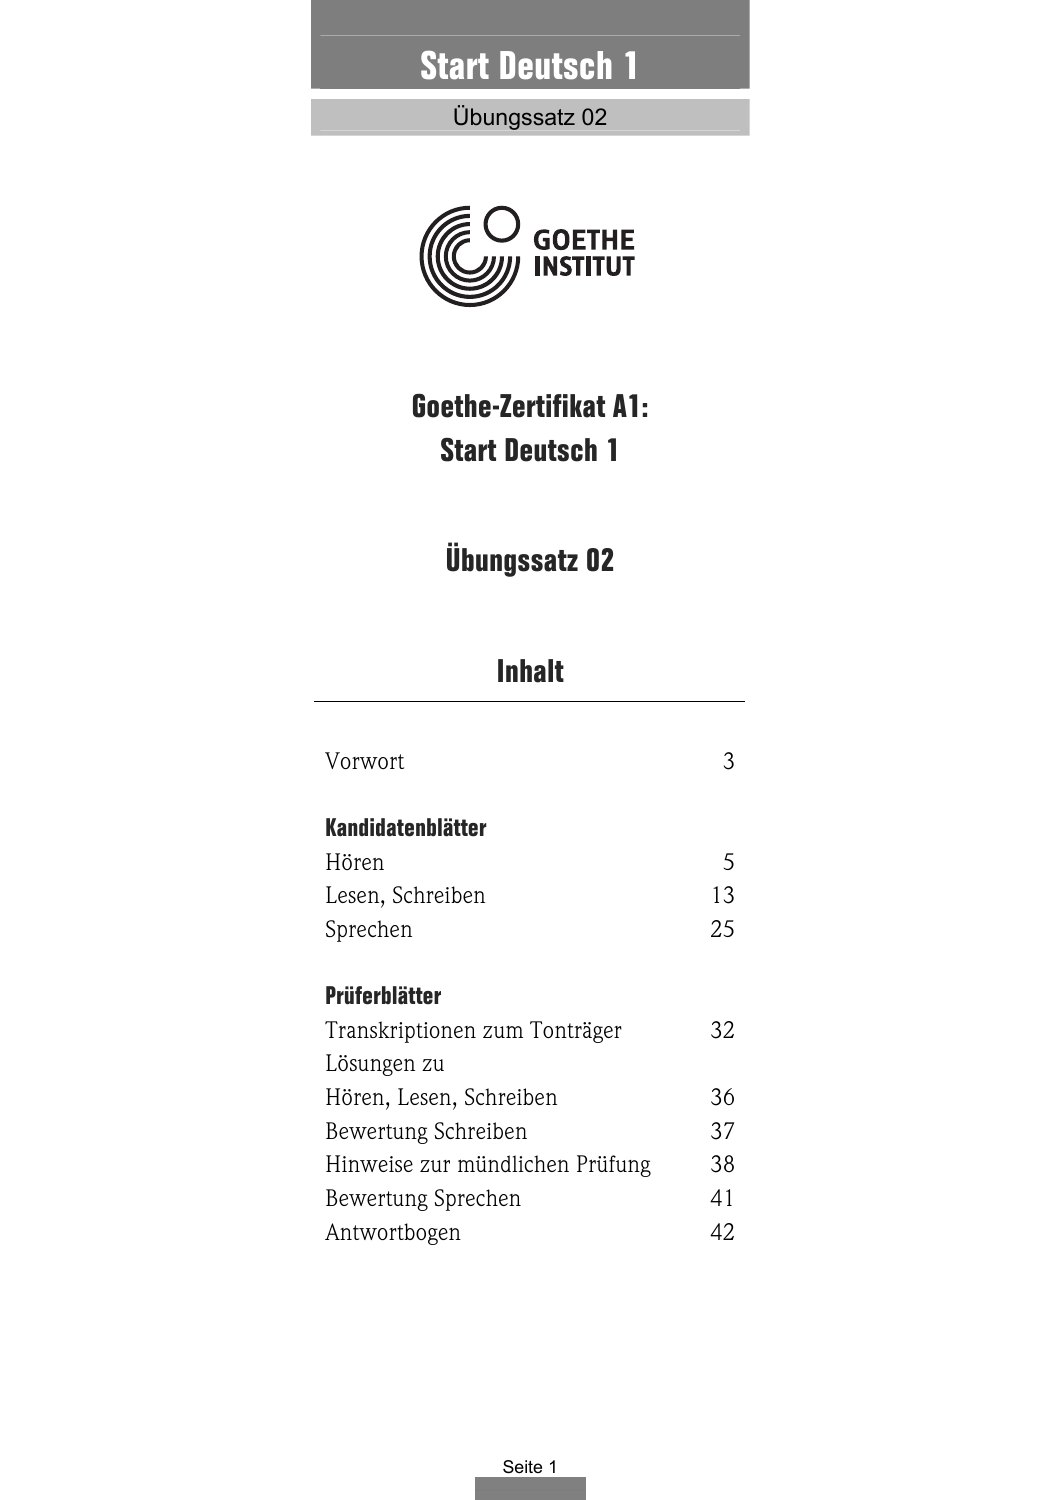 Start Deutsch 1
Übungssatz 02
GOETHE
INSTITUT
Goethe-Zertifikat A1:
Start Deutsch 1
Übungssatz 02
Inhalt
Vorwort 3
Kandidatenblätter
Hören 5
Lesen, Schreiben 13
Sprechen 25
Prüferblätter
Transkriptionen zum Tonträger 32
Lösungen zu
Hören, Lesen, Schreiben 36
Bewertung Schreiben 37
Hinweise zur mündlichen Prüfung 38
Bewertung Sprechen 41
Antwortbogen 42
Seite 1